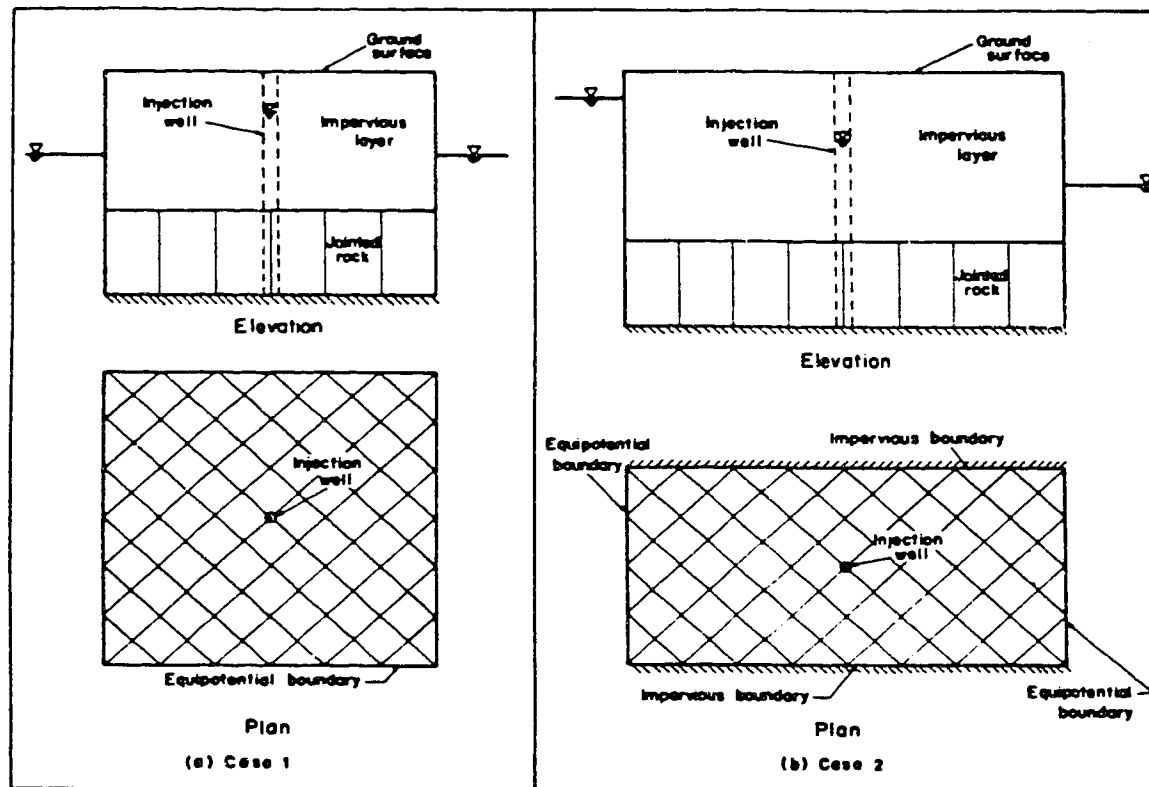 Ground
surface
Injection
well
Impervious
layer
Jointed
rock
Elevation
Injection
well
Equipotential boundary
Plan
(a) Case 1
Ground
surface
Injection
well
Impervious
layer
Jointed
rock
Elevation
Equipotential
boundary
Impervious boundary
Injection
well
Impervious boundary
Equipotential
boundary
Plan
(b) Case 2